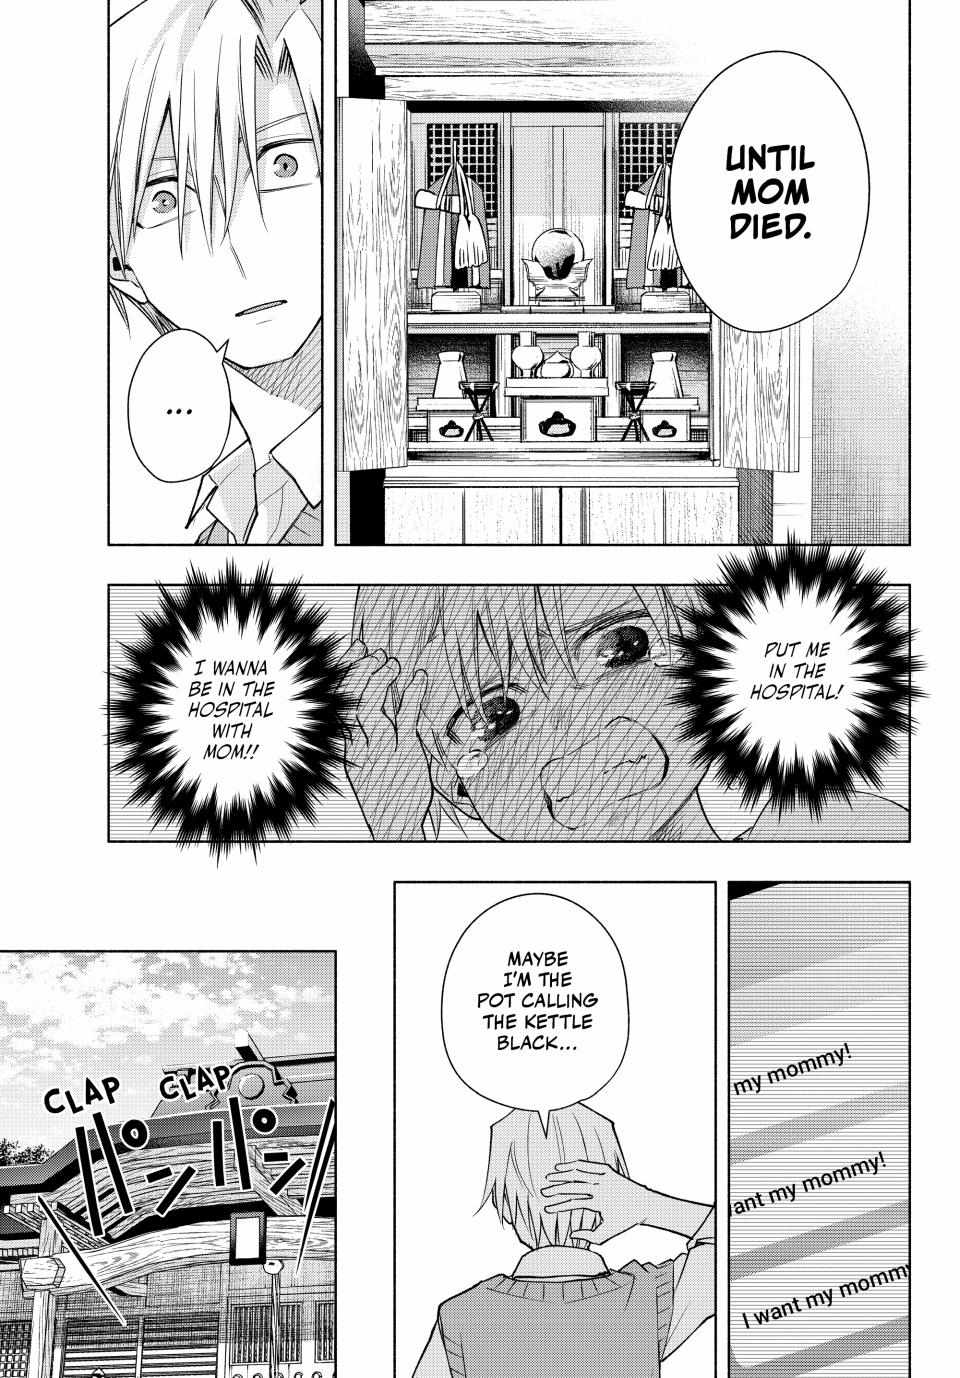 UNTIL
MOM
DIED.
...
PUT ME
IN THE
HOSPITAL!
I WANNA
BE IN THE
HOSPITAL
WITH
MOM!!
my mommy!
want my mommy!
I want my mommy
MAYBE
I'M THE
POT CALLING
THE KETTLE
BLACK...
CLAP CLAP
パン パン